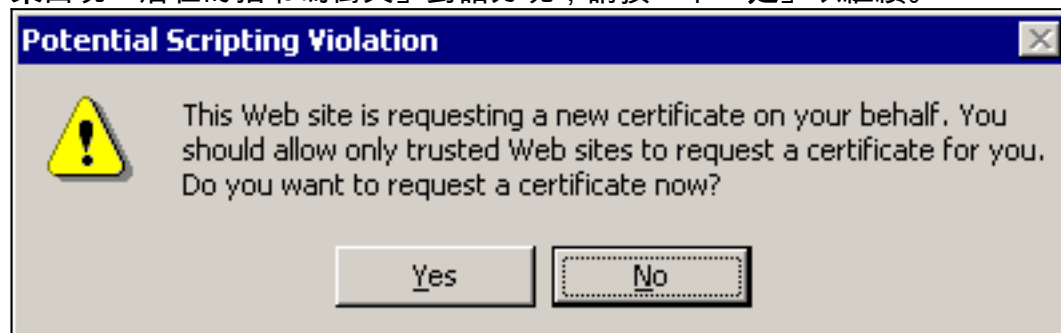 Potential Scripting Violation
This Web site is requesting a new certificate on your behalf. You
should allow only trusted Web sites to request a certificate for you.
Do you want to request a certificate now?
Yes
No